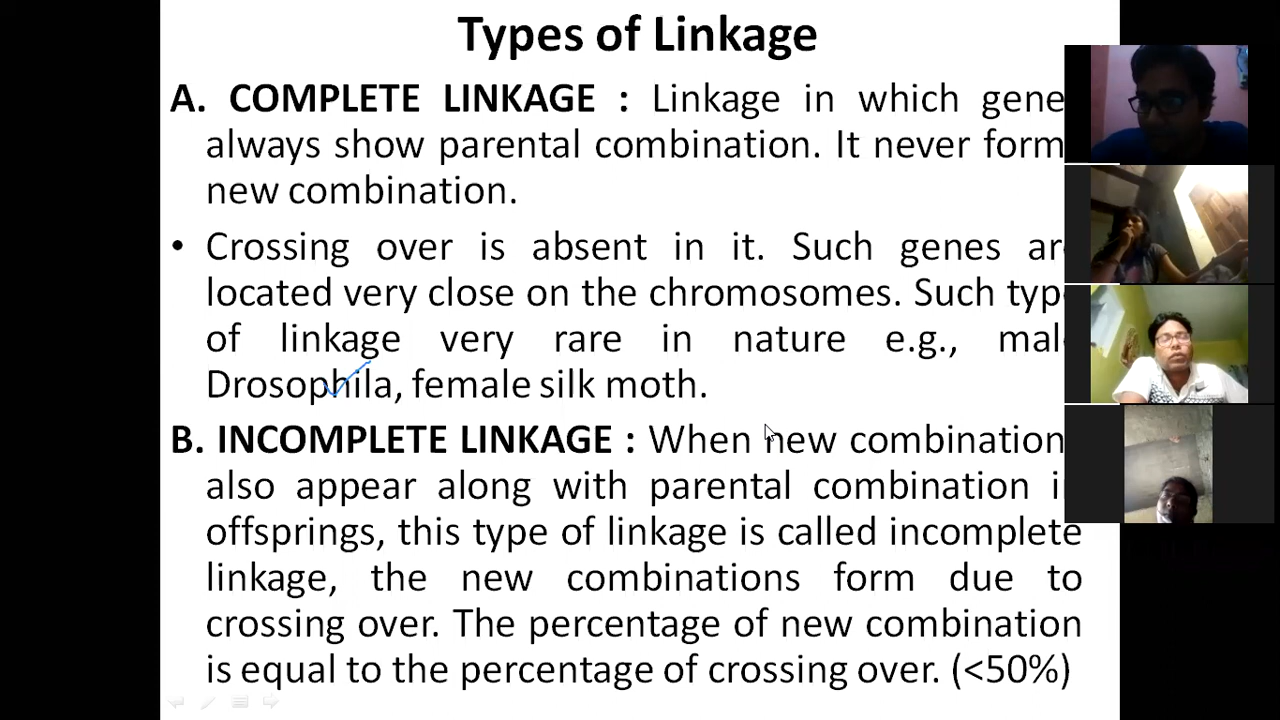 Types of Linkage
A. COMPLETE LINKAGE : Linkage in which gene
always show parental combination. It never form
new combination.
• Crossing over is absent in it. Such genes ar
located very close on the chromosomes. Such typ
of linkage very rare in nature e.g., mal
Drosophila, female silk moth.
B. INCOMPLETE LINKAGE : When new combination
also appear along with parental combination i
offsprings, this type of linkage is called incomplete
linkage, the new combinations form due to
crossing over. The percentage of new combination
is equal to the percentage of crossing over. (<50%)